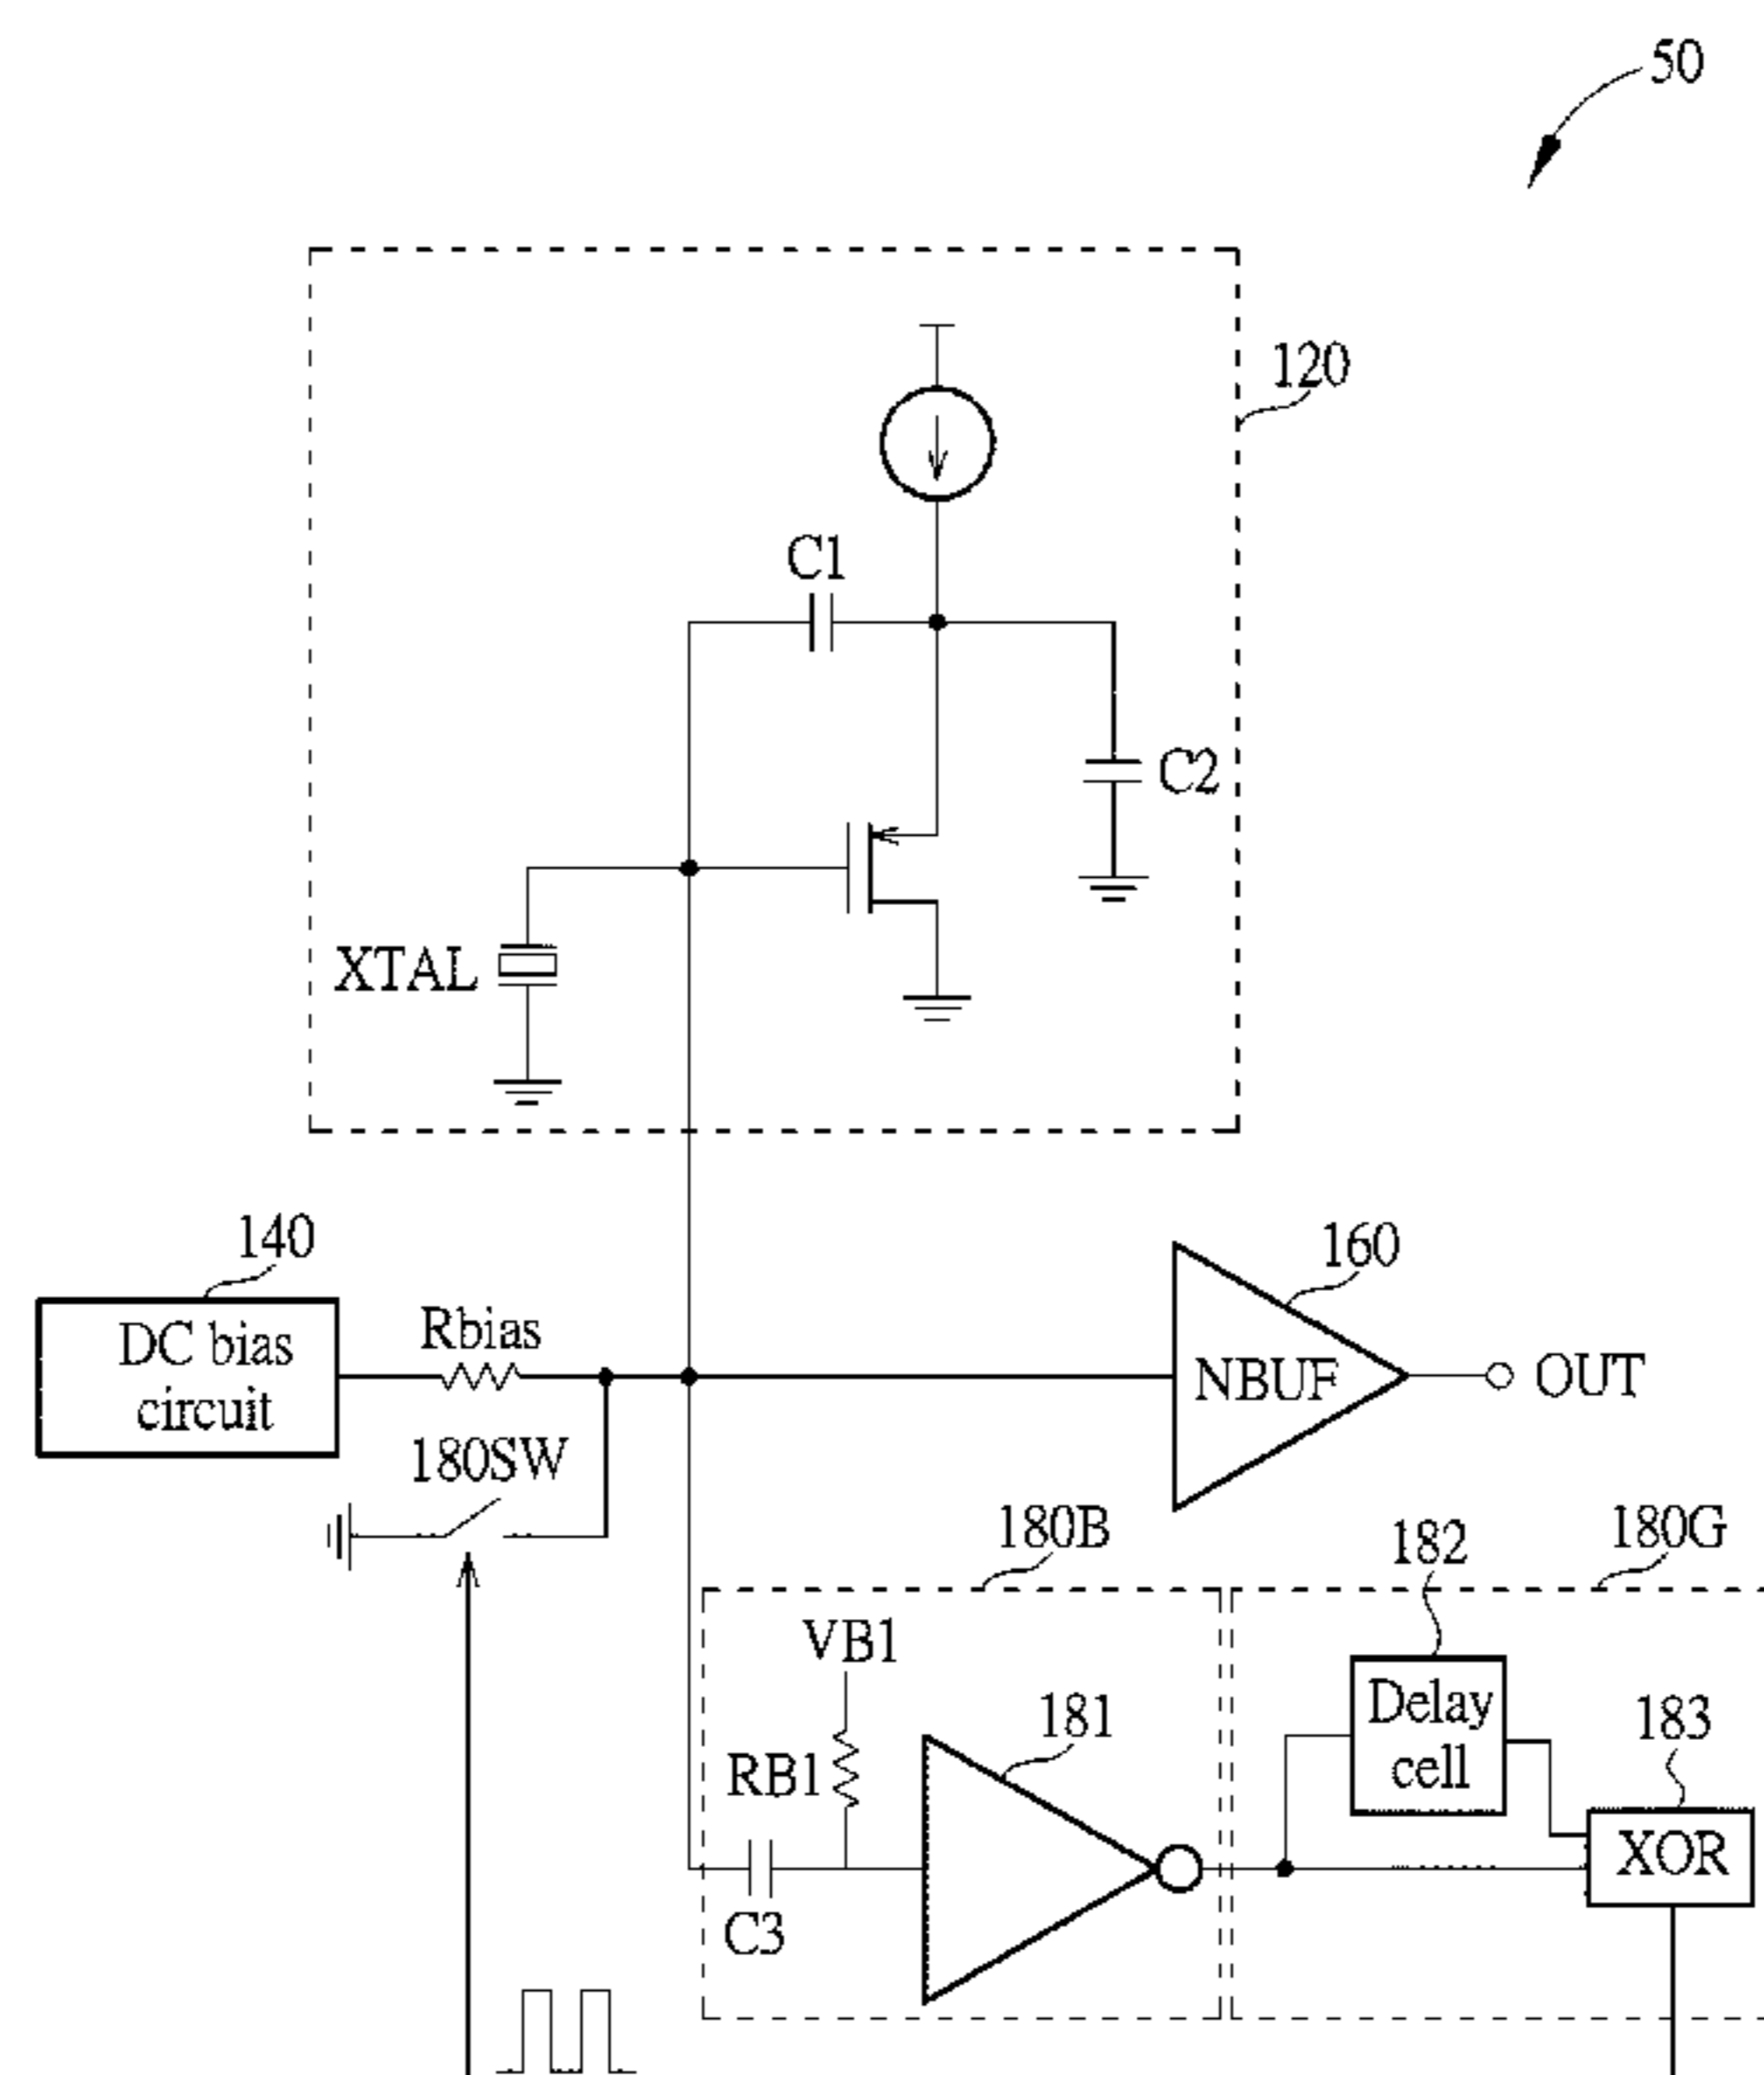 50
120
C1
C2
XTAL
140
160
DC bias
circuit
Rbias
NBUF
OUT
180SW
180B
180G
182
VB1
Delay
cell
181
183
RB1
XOR
C3